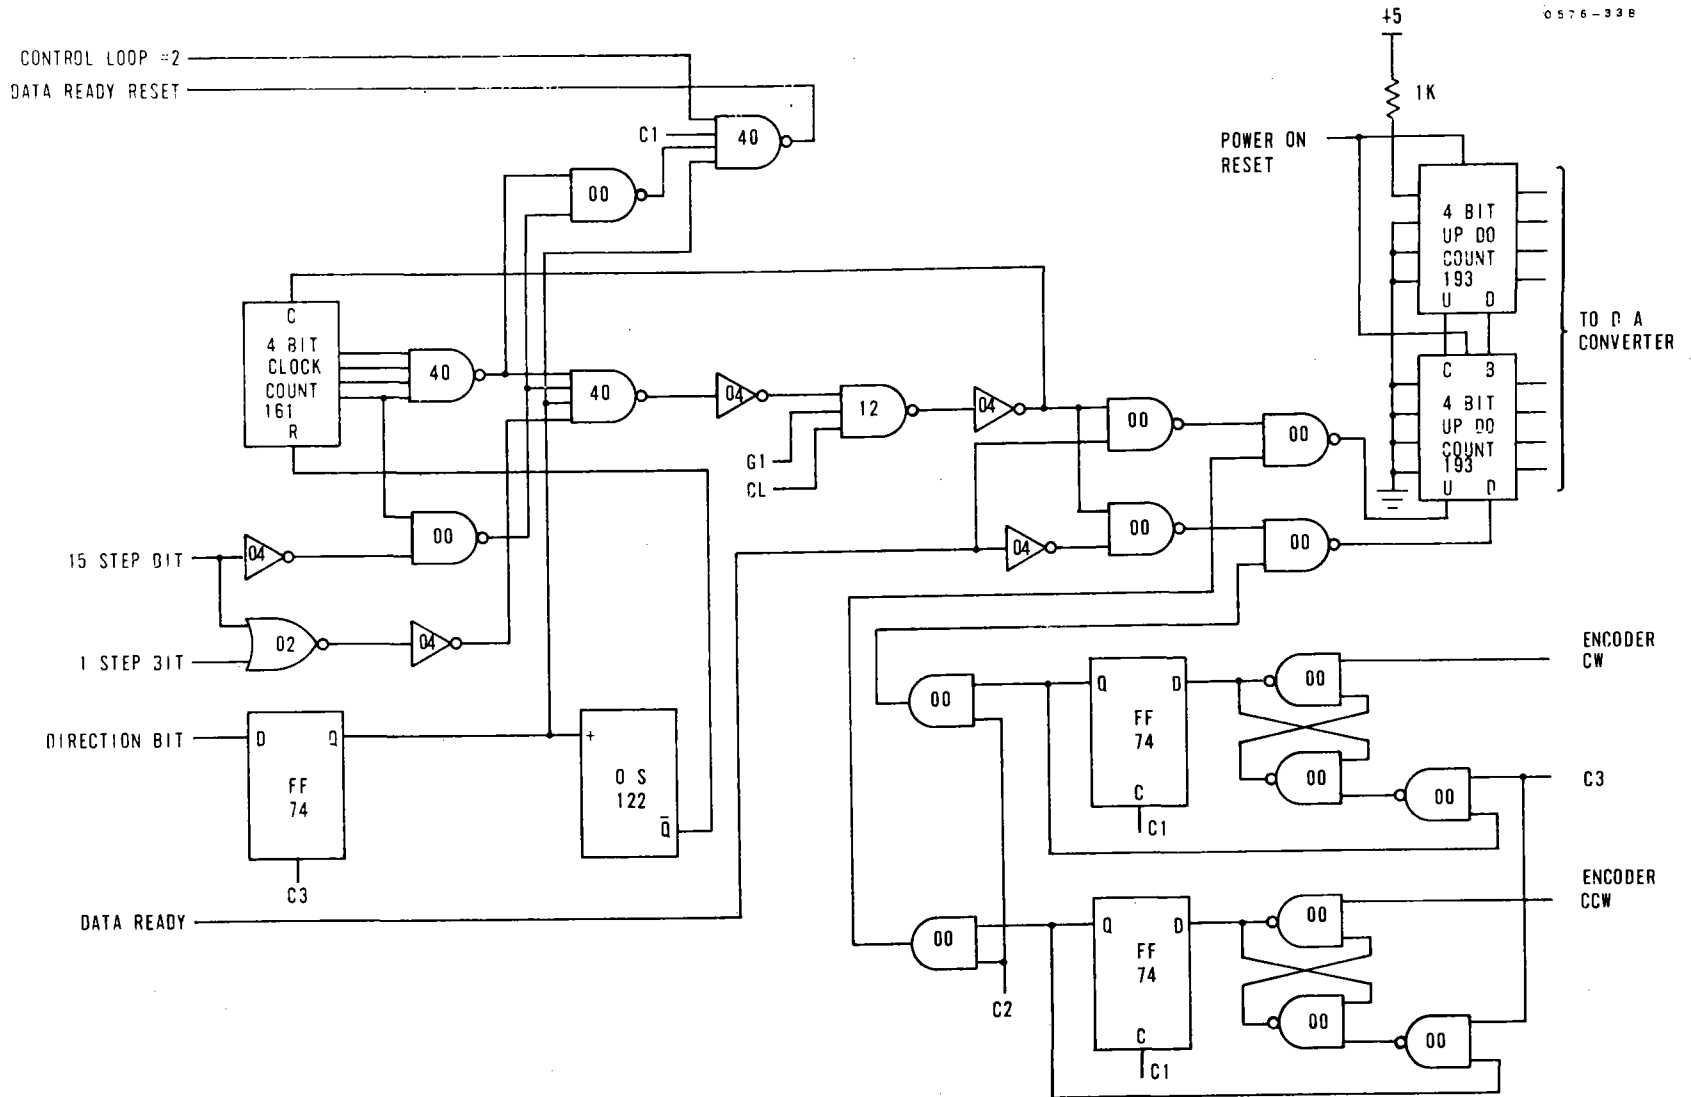 +5
0576-33B
CONTROL LOOP =2
DATA READY RESET
1K
C1
40
POWER ON
RESET
00
4 BIT
UP DO
COUNT
193
U D
C
4 BIT
CLOCK
COUNT
161
R
40
40
04
12
04
G1
CL
00
00
TO D A
CONVERTER
C B
4 BIT
UP DO
COUNT
193
U D
15 STEP BIT
04
00
04
00
00
1 STEP BIT
02
04
ENCODER
CW
DIRECTION BIT
D Q
FF
74
C3
+
O S
122
Q̅
00
Q D
FF
74
C
C1
00
00
00
C3
DATA READY
00
C2
Q D
FF
74
C
C1
00
00
00
ENCODER
CCW